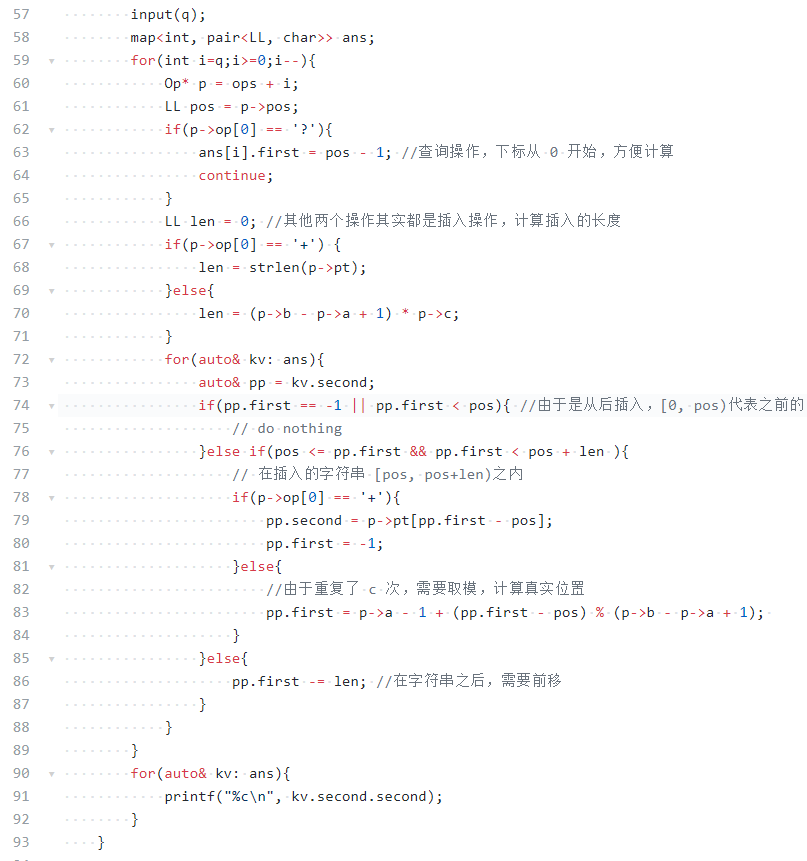 57 input(q);
58 map<int, pair<LL, char>> ans;
59 for(int i=q;i>=0;i--){
60 Op* p = ops + i;
61 LL pos = p->pos;
62 if(p->op[0] == '?'){
63 ans[i].first = pos - 1; //查询操作，下标从 0 开始，方便计算
64 continue;
65 }
66 LL len = 0; //其他两个操作其实都是插入操作，计算插入的长度
67 if(p->op[0] == '+') {
68 len = strlen(p->pt);
69 }else{
70 len = (p->b - p->a + 1) * p->c;
71 }
72 for(auto& kv: ans){
73 auto& pp = kv.second;
74 if(pp.first == -1 || pp.first < pos){ //由于是从后插入，[0, pos)代表之前的
75 // do nothing
76 }else if(pos <= pp.first && pp.first < pos + len ){
77 // 在插入的字符串 [pos, pos+len)之内
78 if(p->op[0] == '+'){
79 pp.second = p->pt[pp.first - pos];
80 pp.first = -1;
81 }else{
82 //由于重复了 c 次，需要取模，计算真实位置
83 pp.first = p->a - 1 + (pp.first - pos) % (p->b - p->a + 1);
84 }
85 }else{
86 pp.first -= len; //在字符串之后，需要前移
87 }
88 }
89 }
90 for(auto& kv: ans){
91 printf("%c\n", kv.second.second);
92 }
93 }